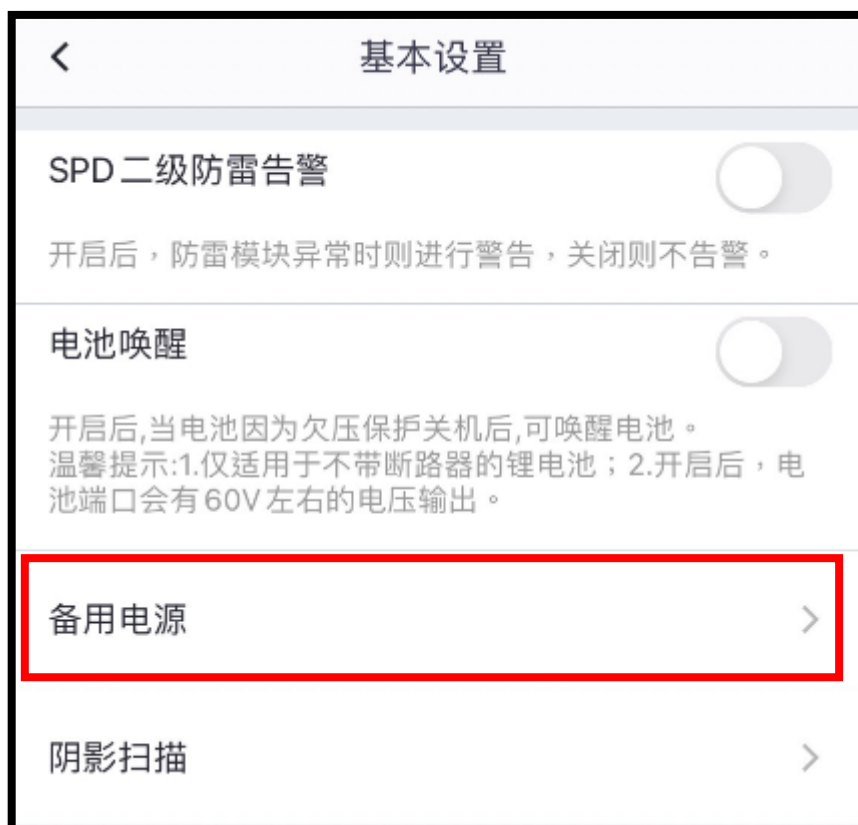 基本设置
SPD二级防雷告警
开启后，防雷模块异常时则进行警告，关闭则不告警。
电池唤醒
开启后,当电池因为欠压保护关机后,可唤醒电池。
温馨提示:1.仅适用于不带断路器的锂电池；2.开启后，电
池端口会有60V左右的电压输出。
备用电源
阴影扫描